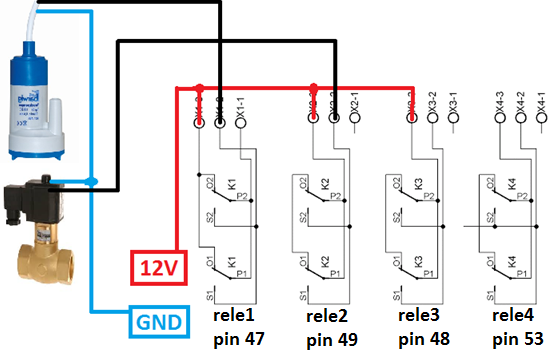 X1-1
X2-1
X3-2
X3-1
X4-3
X4-2
X4-1
O2 K1 P2
S2
O1 K1 P1
S1
O2 K2 P2
S2
O1 K2 P1
S1
O2 K3 P2
S2
O1 K3 P1
S1
O2 K4 P2
S2
O1 K4 P1
S1
12V
GND
rele1
pin 47
rele2
pin 49
rele3
pin 48
rele4
pin 53